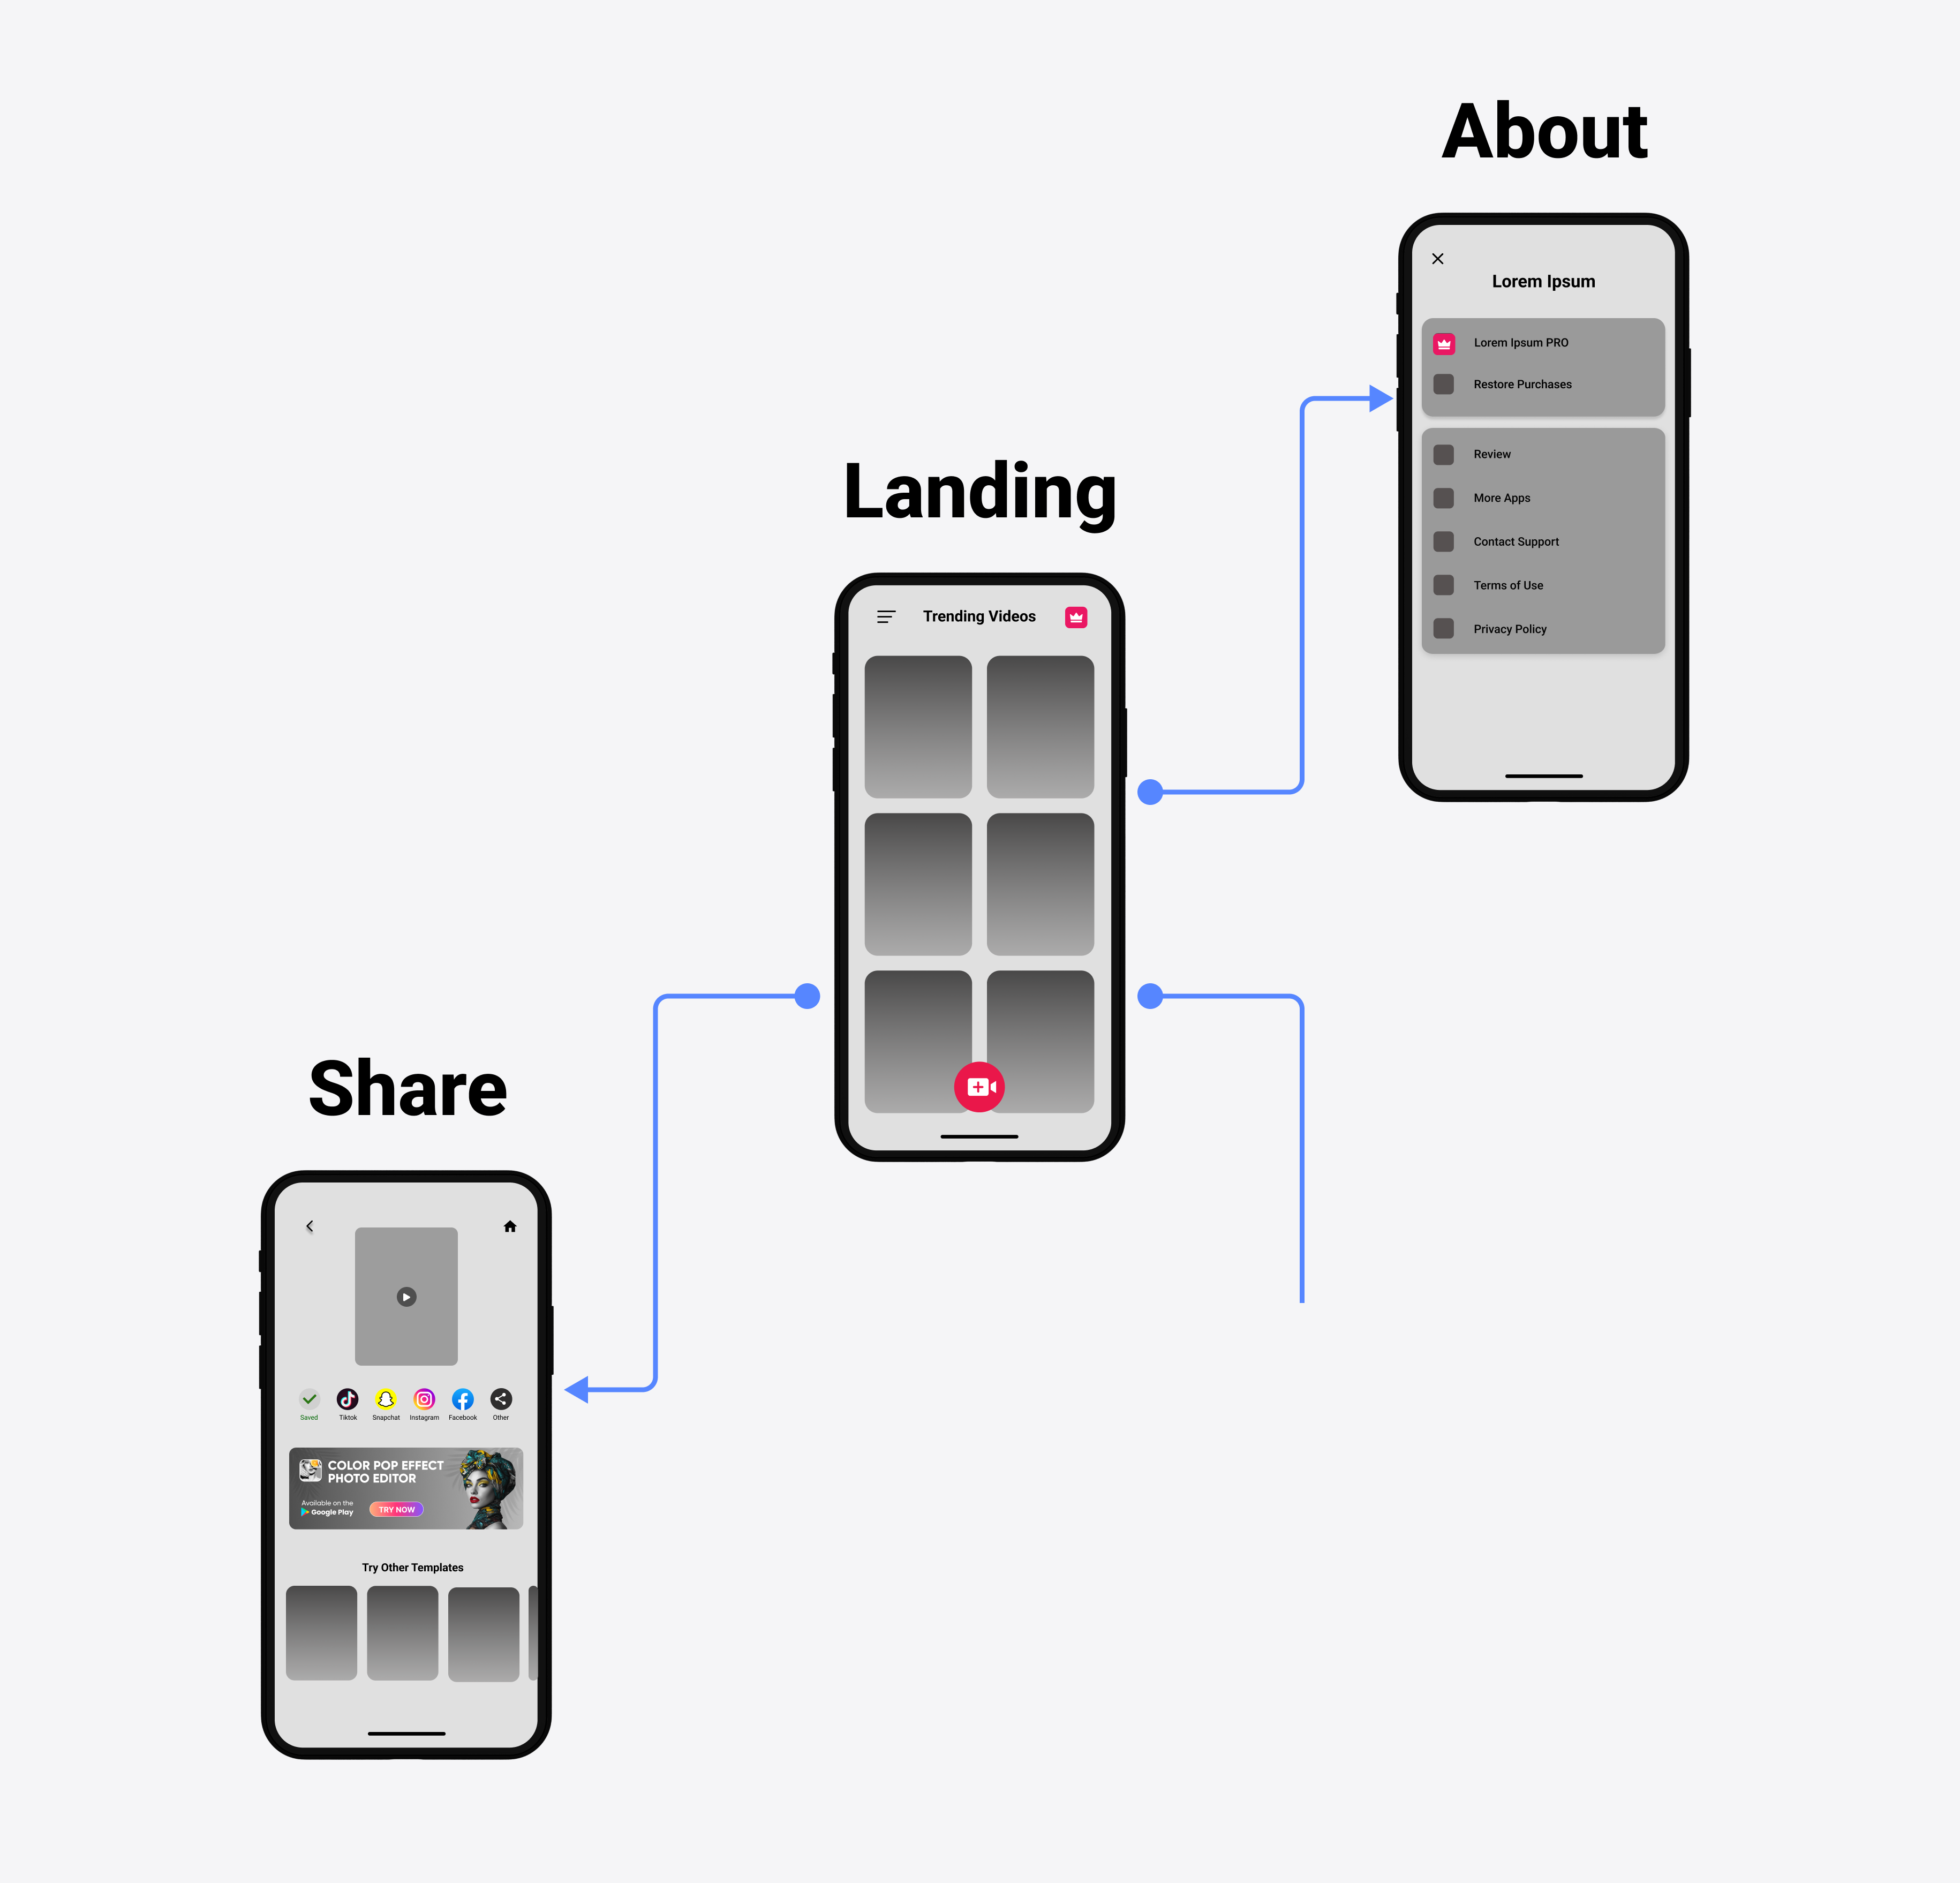 About
Lorem Ipsum
Lorem Ipsum PRO
Restore Purchases
Review
More Apps
Contact Support
Terms of Use
Privacy Policy
Landing
Trending Videos
Share
Saved Tiktok Snapchat Instagram Facebook Other
COLOR POP EFFECT
PHOTO EDITOR
Available on the
Google Play
TRY NOW
Try Other Templates